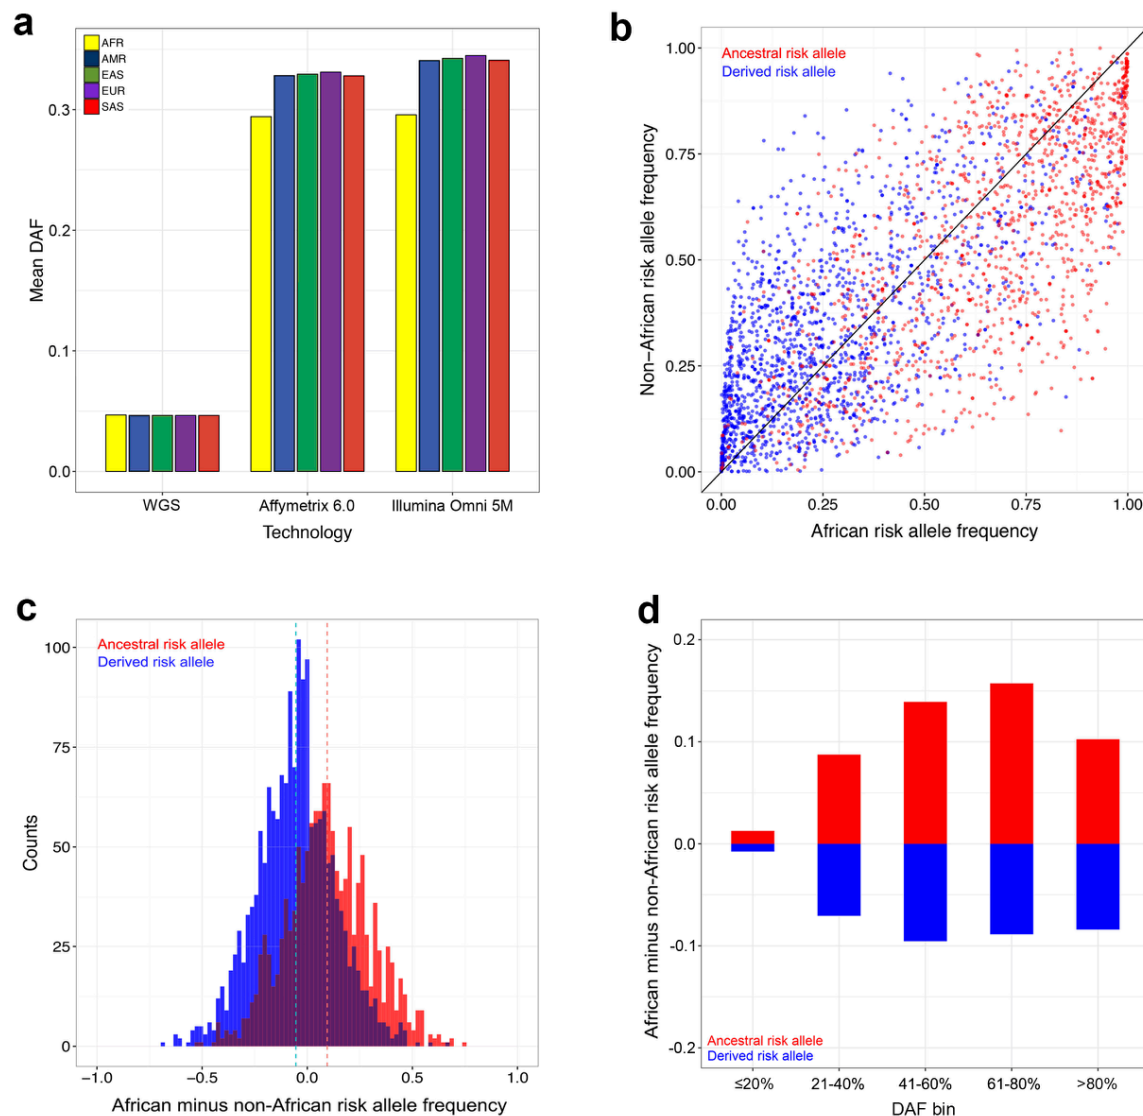 a
AFR
AMR
EAS
EUR
SAS
0.3
0.2
0.1
0.0
Mean DAF
WGS
Affymetrix 6.0
Illumina Omni 5M
Technology
b
Ancestral risk allele
Derived risk allele
1.00
0.75
0.50
0.25
0.00
Non−African risk allele frequency
0.00
0.25
0.50
0.75
1.00
African risk allele frequency
c
Ancestral risk allele
Derived risk allele
100
75
50
25
0
Counts
−1.0
−0.5
0.0
0.5
1.0
African minus non−African risk allele frequency
d
0.2
0.1
0.0
-0.1
-0.2
African minus non-African risk allele frequency
Ancestral risk allele
Derived risk allele
≤20%
21-40%
41-60%
61-80%
>80%
DAF bin